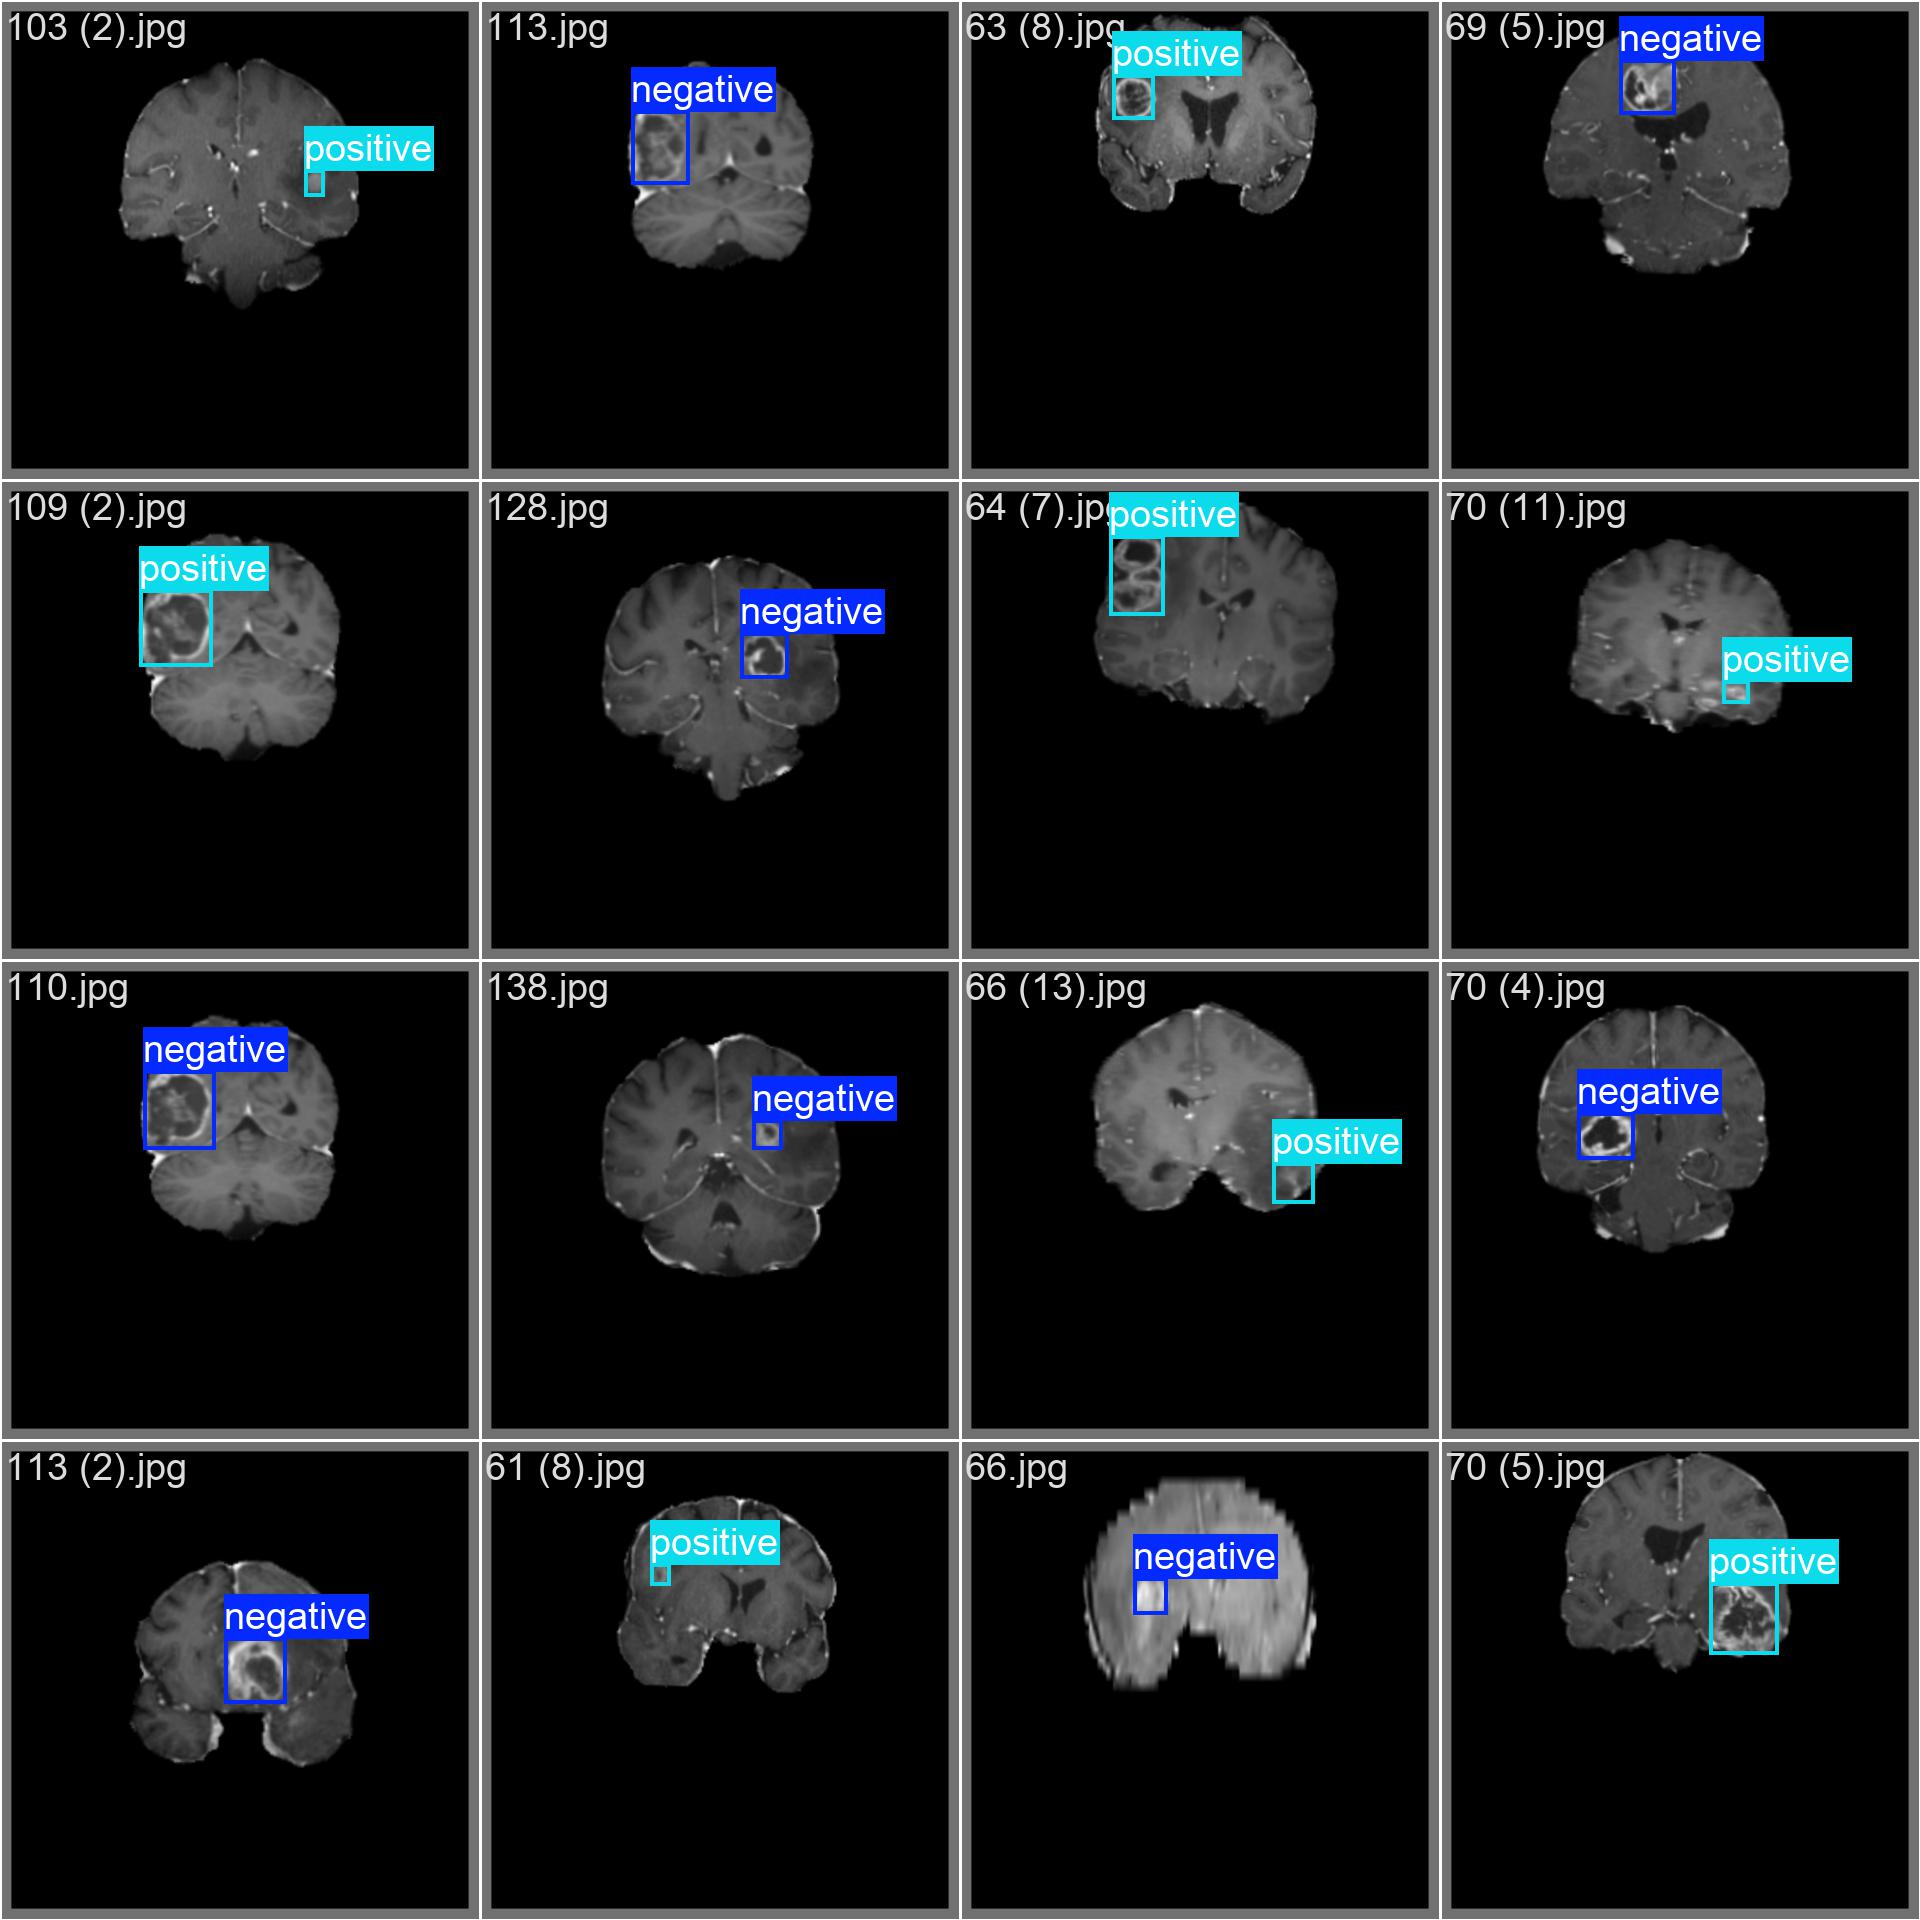 103 (2).jpg
positive
113.jpg
negative
63 (8).jpg
positive
69 (5).jpg
negative
109 (2).jpg
positive
128.jpg
negative
64 (7).jpg
positive
70 (11).jpg
positive
110.jpg
negative
138.jpg
negative
66 (13).jpg
positive
70 (4).jpg
negative
113 (2).jpg
negative
61 (8).jpg
positive
66.jpg
negative
70 (5).jpg
positive